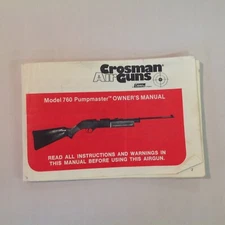 Crosman
AirGuns
Model 760 Pumpmaster™ OWNER'S MANUAL
READ ALL INSTRUCTIONS AND WARNINGS IN
THIS MANUAL BEFORE USING THIS AIRGUN.